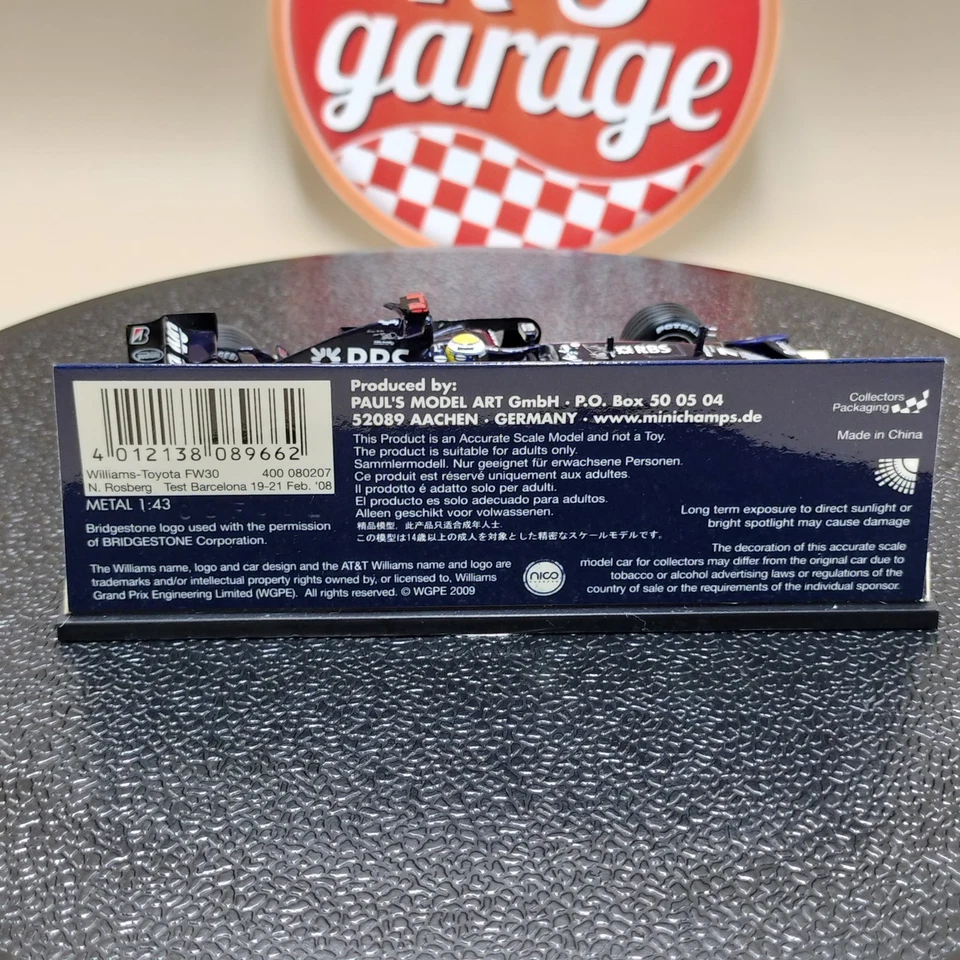 garage
RBS
RBS
Produced by:
PAUL'S MODEL ART GmbH · P.O. Box 50 05 04
52089 AACHEN · GERMANY · www.minichamps.de
4 012138 089662
Williams-Toyota FW30 400 080207
N. Rosberg Test Barcelona 19-21 Feb. '08
METAL 1:43
Bridgestone logo used with the permission
of BRIDGESTONE Corporation.
This Product is an Accurate Scale Model and not a Toy.
The product is suitable for adults only.
Sammlermodell. Nur geeignet für erwachsene Personen.
Ce produit est réservé uniquement aux adultes.
Il prodotto é adatto solo per adulti.
El producto es solo adecuado para adultos.
Alleen geschikt voor volwassenen.
精品模型，此产品只适合成年人士.
この模型は14歳以上の成人を対象とした精密なスケールモデルです。
Collectors
Packaging
Made in China
Long term exposure to direct sunlight or
bright spotlight may cause damage
The Williams name, logo and car design and the AT&T Williams name and logo are
trademarks and/or intellectual property rights owned by, or licensed to, Williams
Grand Prix Engineering Limited (WGPE). All rights reserved. © WGPE 2009
nico
The decoration of this accurate scale
model car for collectors may differ from the original car due to
tobacco or alcohol advertising laws or regulations of the
country of sale or the requirements of the individual sponsor.